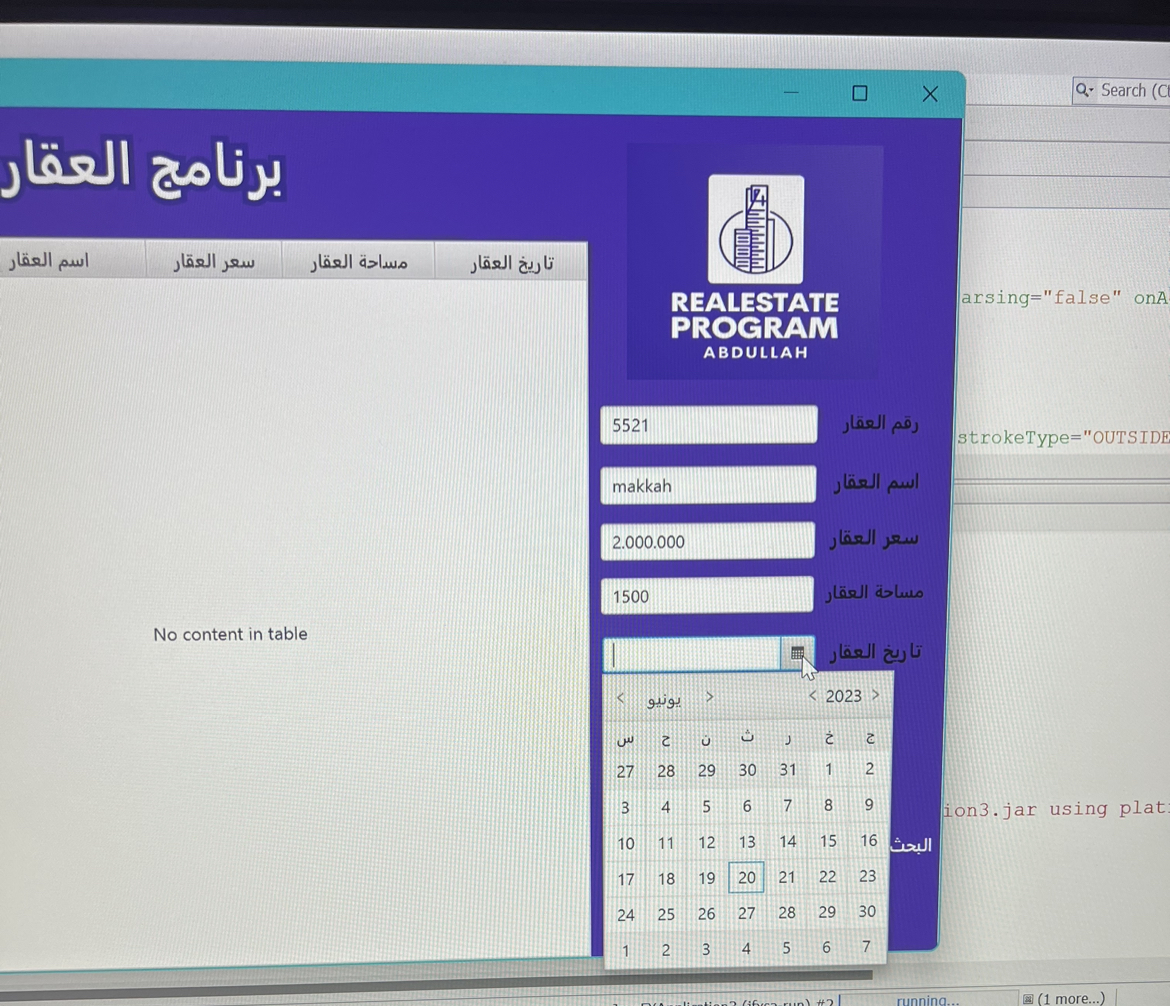 Search (Ct
برنامج العقار
REALESTATE
PROGRAM
ABDULLAH
تاريخ العقار مساحة العقار سعر العقار اسم العقار
No content in table
arsing="false" onA
strokeType="OUTSIDE
رقم العقار 5521
اسم العقار makkah
سعر العقار 2.000.000
مساحة العقار 1500
تاريخ العقار
< يونيو > < 2023 >
س ح ن ث ر خ ج
27 28 29 30 31 1 2
3 4 5 6 7 8 9
10 11 12 13 14 15 16
17 18 19 20 21 22 23
24 25 26 27 28 29 30
1 2 3 4 5 6 7
البحث
ion3.jar using plat
running...
(1 more...)